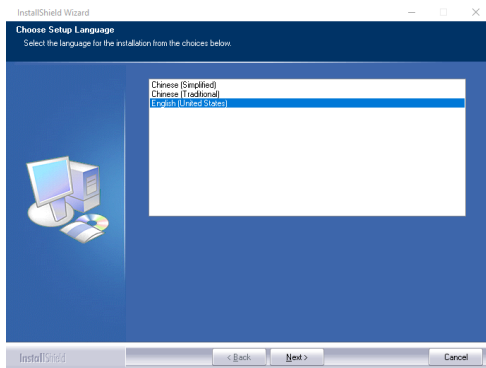 InstallShield Wizard
Choose Setup Language
Select the language for the installation from the choices below.
Chinese (Simplified)
Chinese (Traditional)
English (United States)
InstallShield
< Back
Next >
Cancel